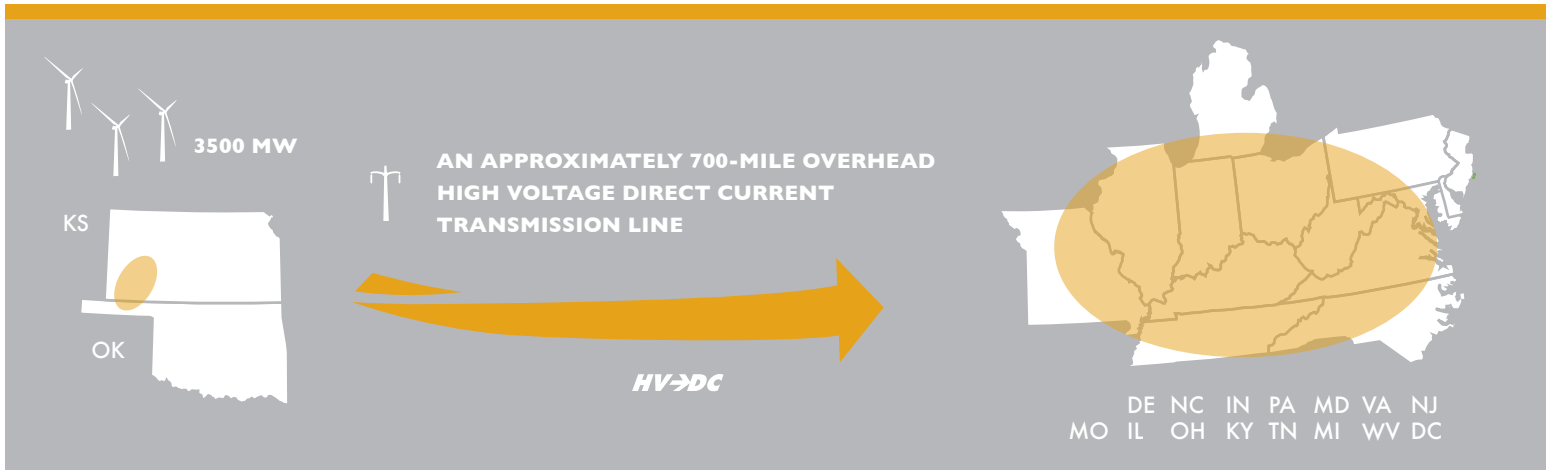 3500 MW
AN APPROXIMATELY 700-MILE OVERHEAD
HIGH VOLTAGE DIRECT CURRENT
TRANSMISSION LINE
KS
OK
HV→DC
DE NC IN PA MD VA NJ
MO IL OH KY TN MI WV DC